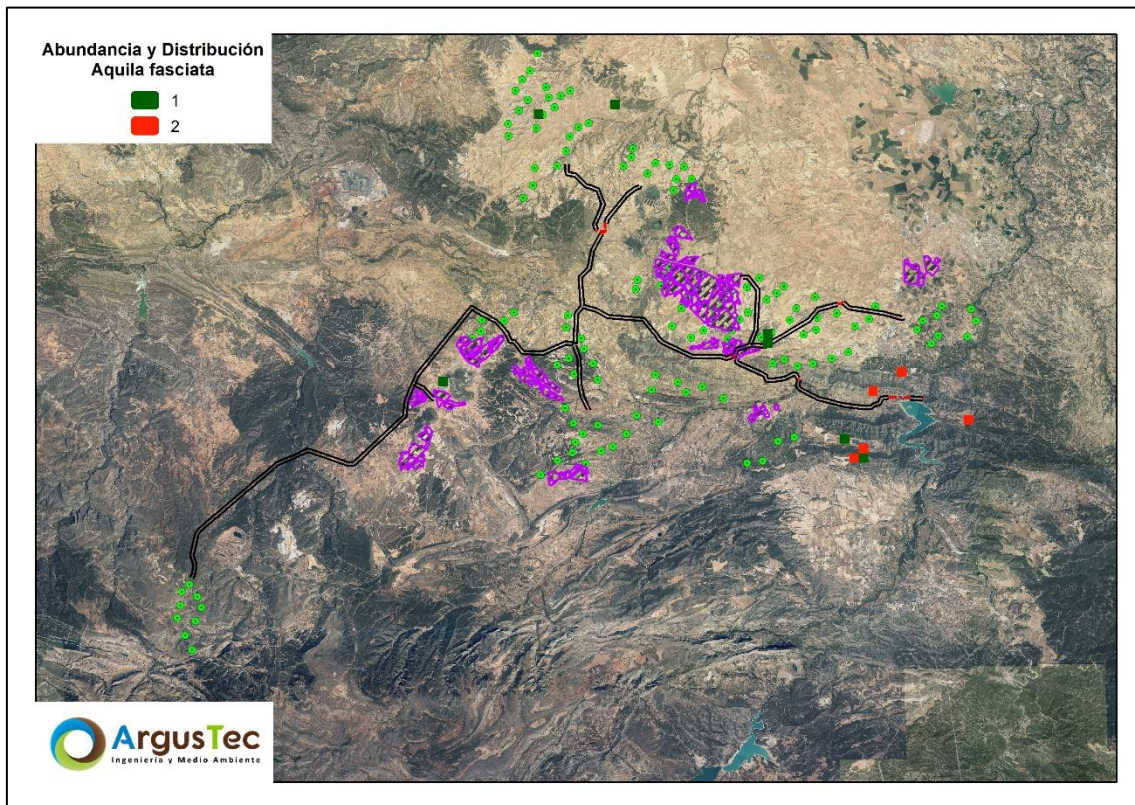 Abundancia y Distribución
Aquila fasciata
1
2
ArgusTec
Ingeniería y Medio Ambiente